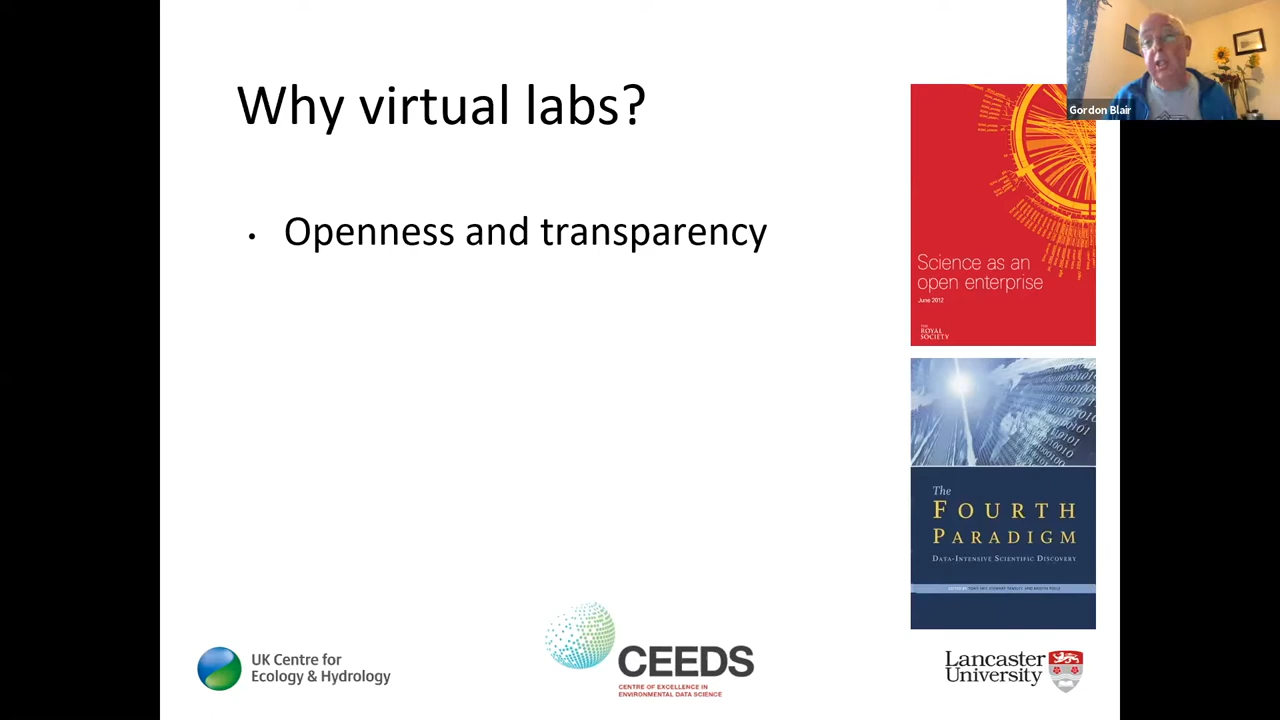 Why virtual labs?
Gordon Blair
• Openness and transparency
Science as an
open enterprise
June 2012
THE
ROYAL
SOCIETY
The
FOURTH
PARADIGM
DATA-INTENSIVE SCIENTIFIC DISCOVERY
UK Centre for
Ecology & Hydrology
CEEDS
CENTRE OF EXCELLENCE IN
ENVIRONMENTAL DATA SCIENCE
Lancaster
University